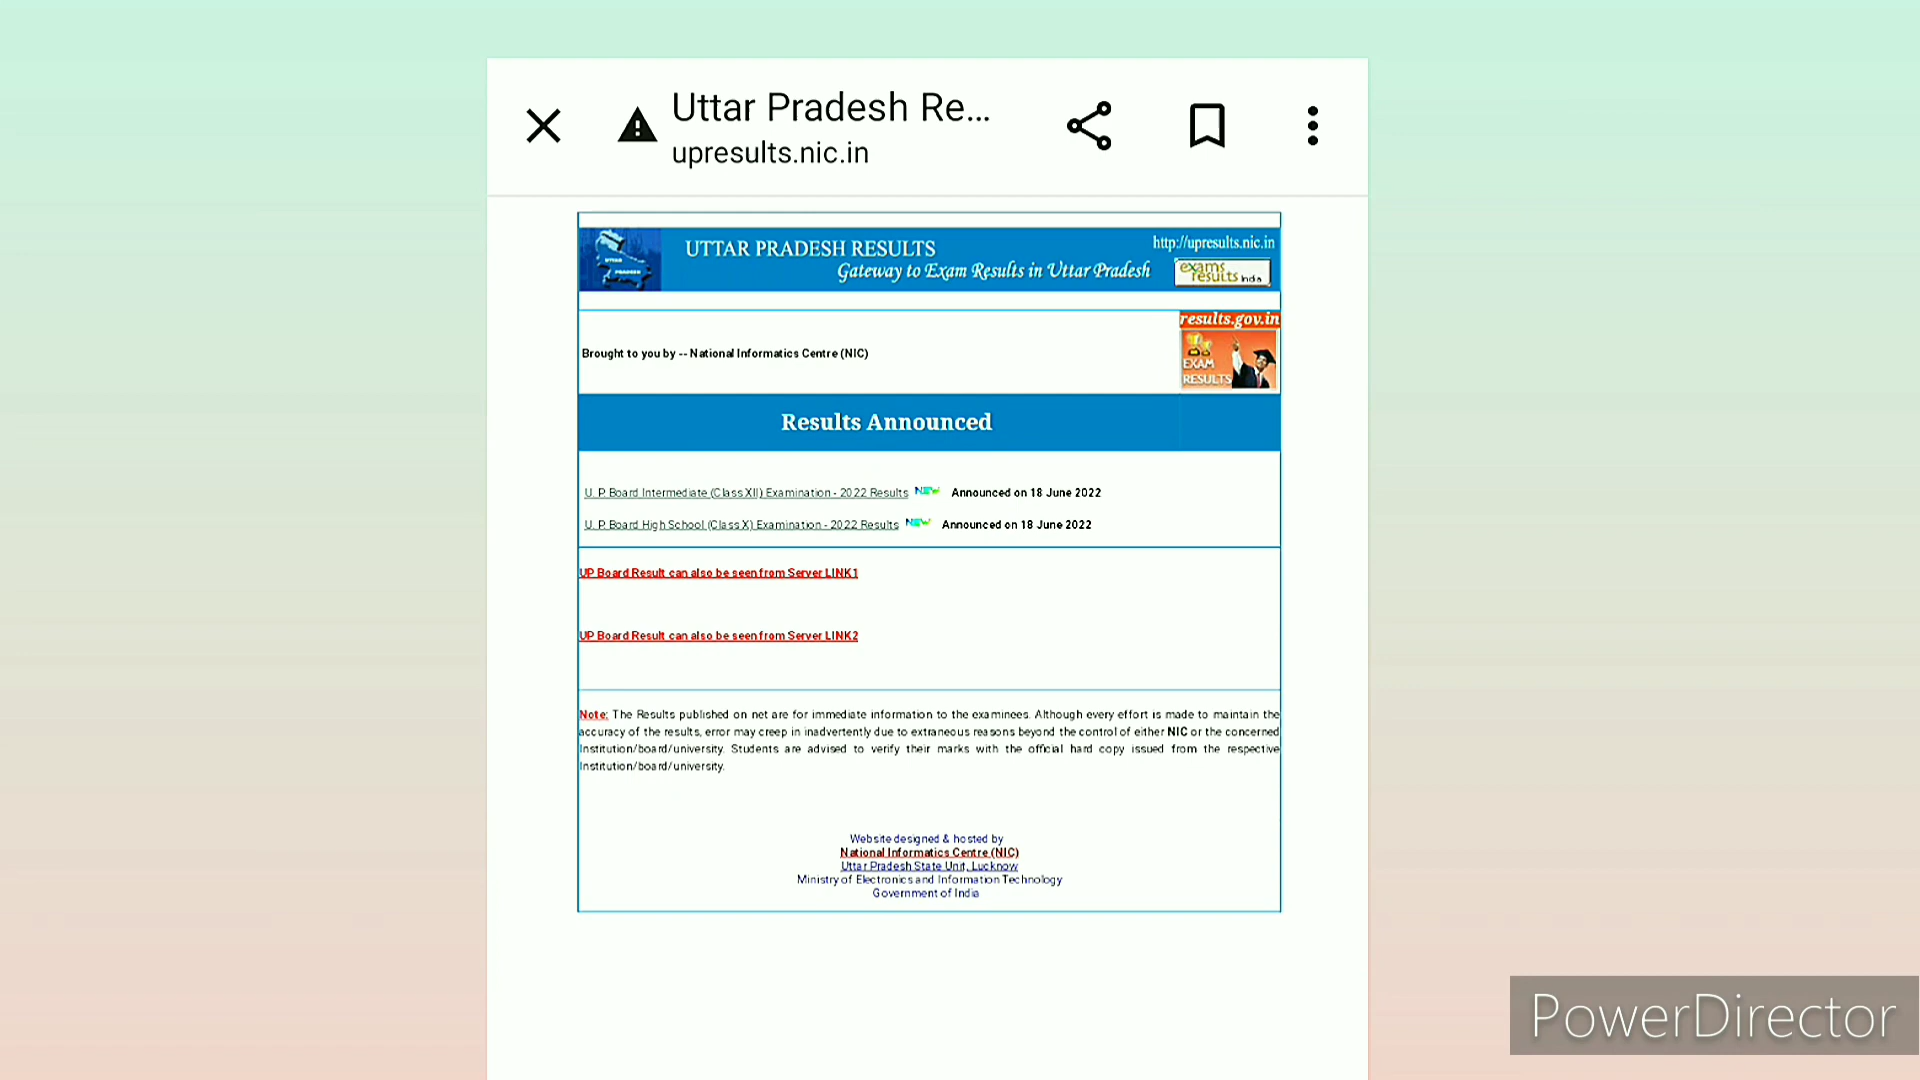 Uttar Pradesh Re...
upresults.nic.in
UTTAR PRADESH RESULTS
http://upresults.nic.in
Gateway to Exam Results in Uttar Pradesh
exams
results India
UTTAR
PRADESH
results.gov.in
Brought to you by -- National Informatics Centre (NIC)
EXAM
RESULTS
Results Announced
U. P. Board Intermediate (Class XII) Examination - 2022 Results NEW Announced on 18 June 2022
U. P. Board High School (Class X) Examination - 2022 Results NEW Announced on 18 June 2022
UP Board Result can also be seen from Server LINK1
UP Board Result can also be seen from Server LINK2
Note: The Results published on net are for immediate information to the examinees. Although every effort is made to maintain the
accuracy of the results, error may creep in inadvertently due to extraneous reasons beyond the control of either NIC or the concerned
Institution/board/university. Students are advised to verify their marks with the official hard copy issued from the respective
Institution/board/university.
Website designed & hosted by
National Informatics Centre (NIC)
Uttar Pradesh State Unit, Lucknow
Ministry of Electronics and Information Technology
Government of India
PowerDirector